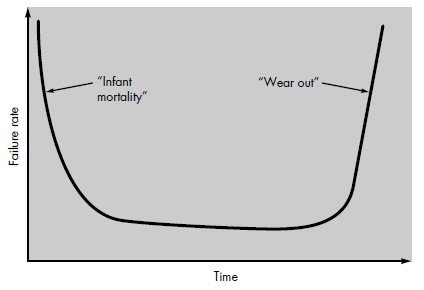 "Infant
mortality"
"Wear out"
Failure rate
Time